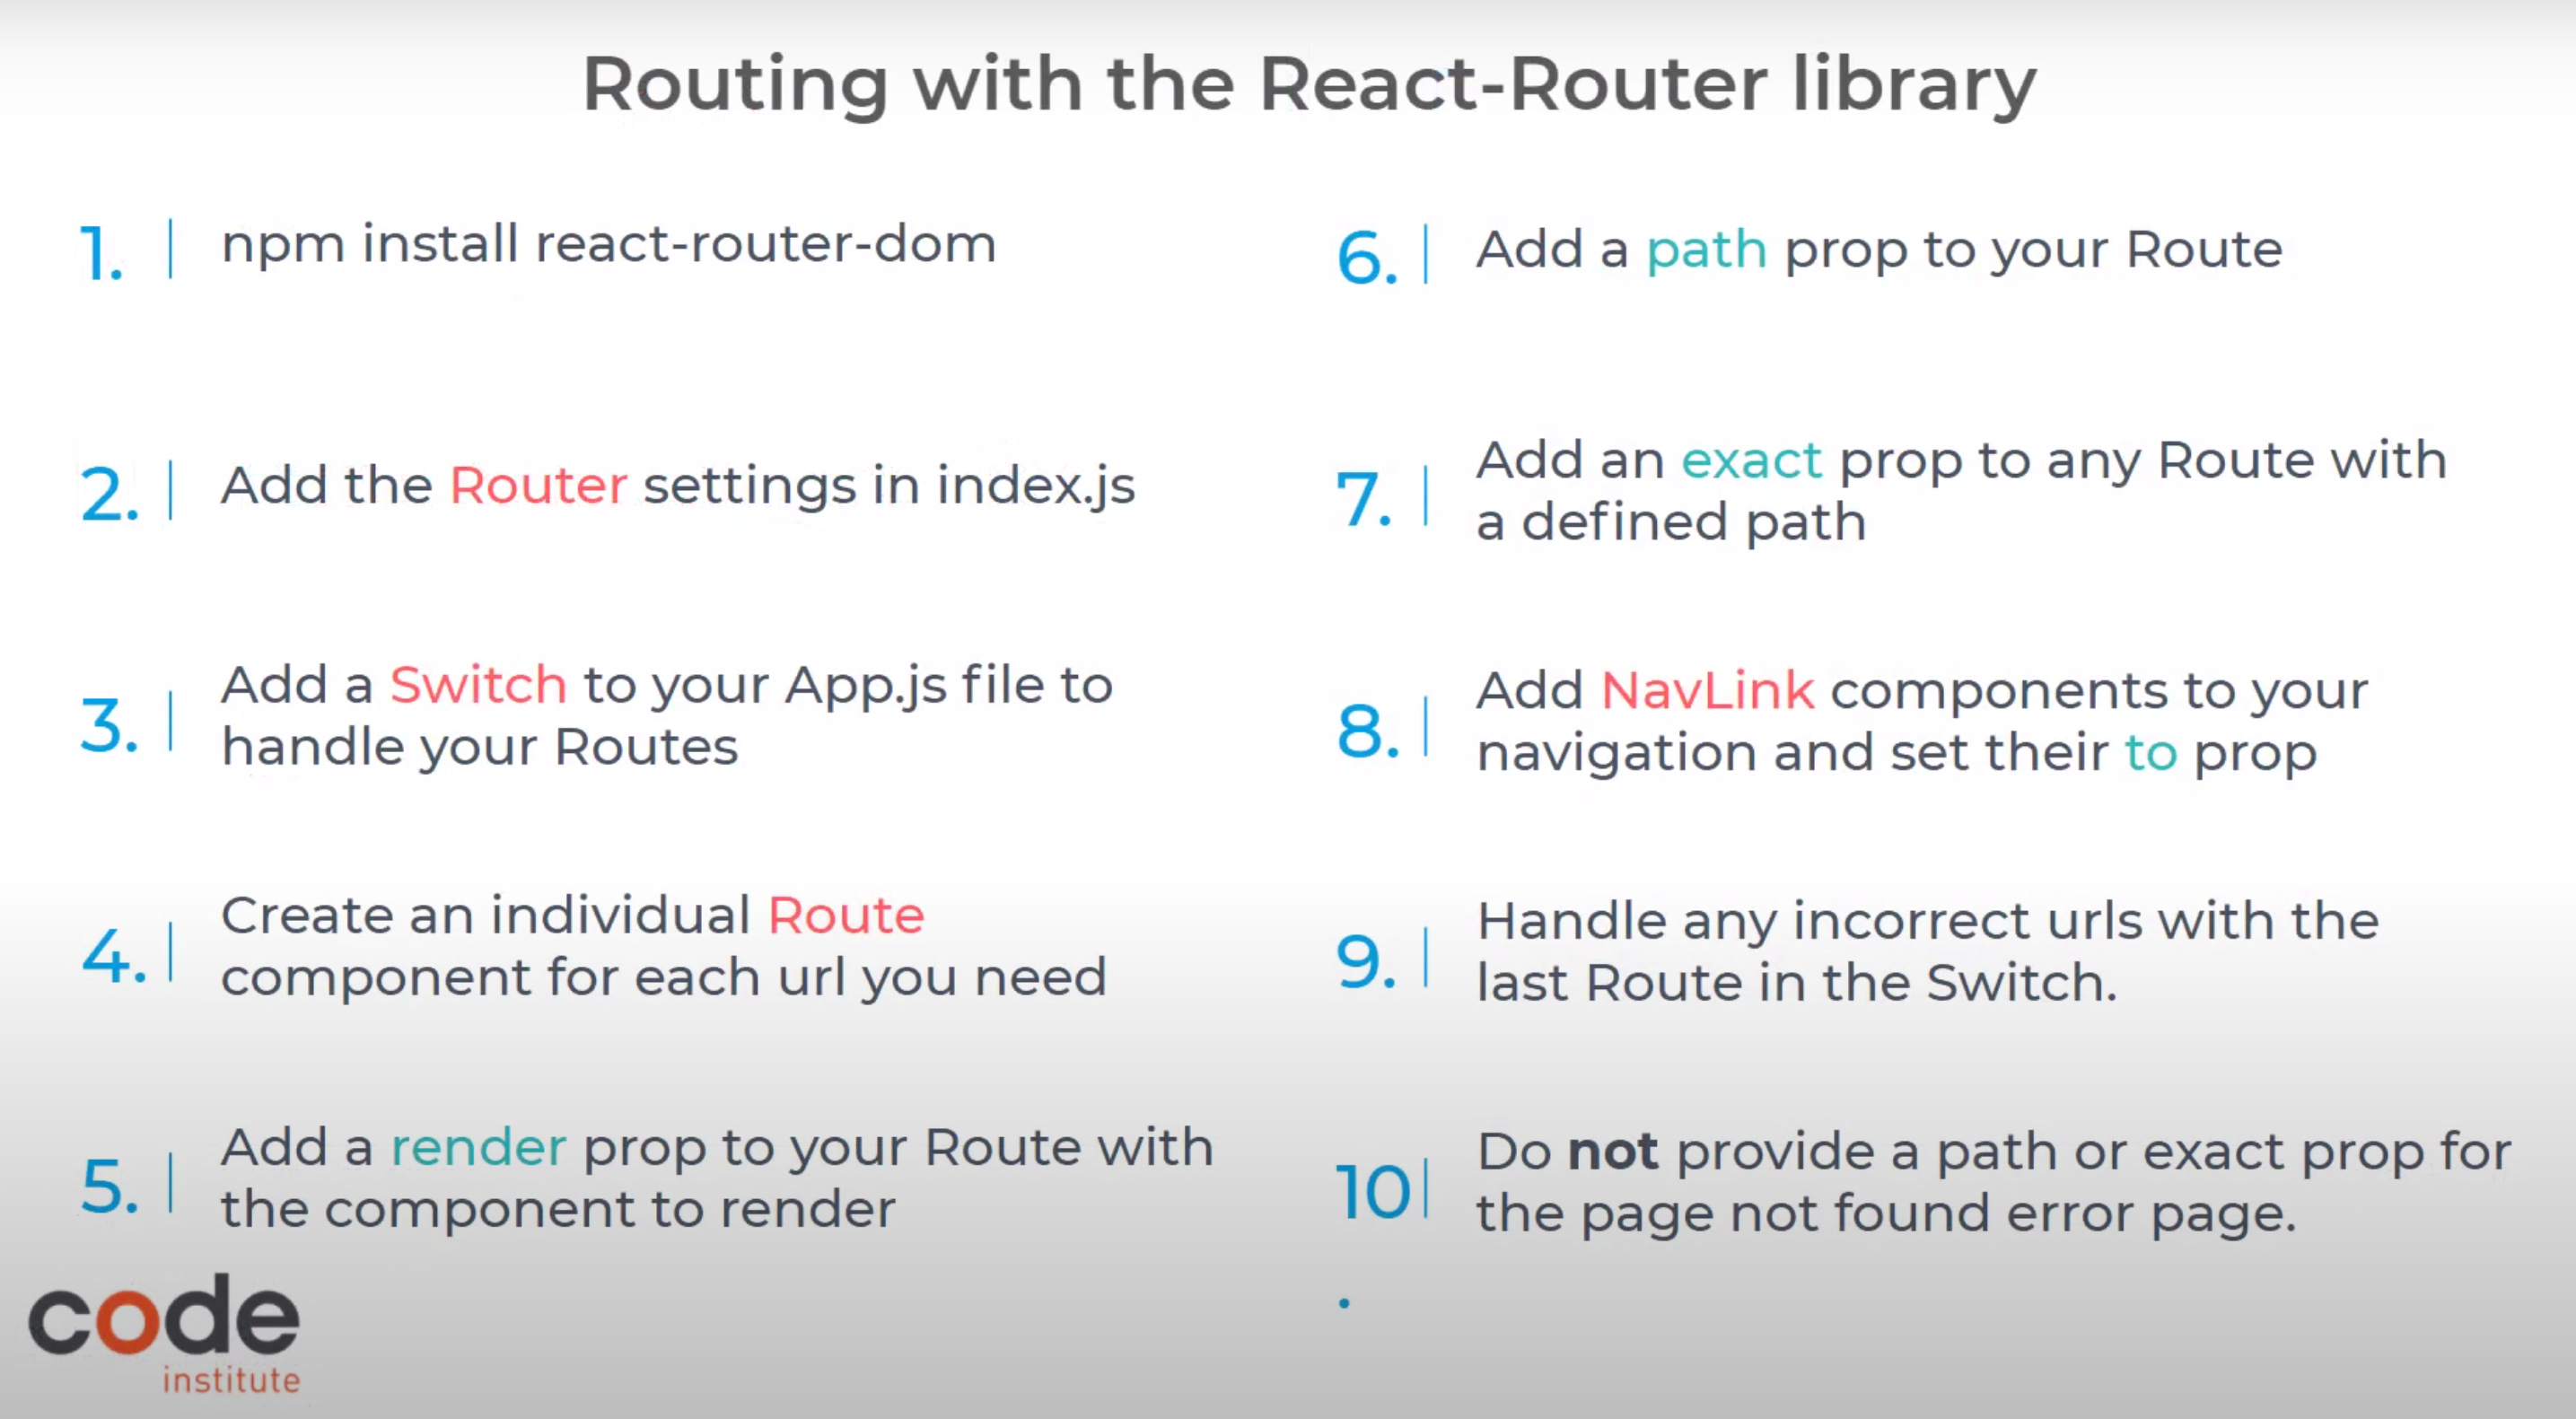 Routing with the React-Router library
1.
npm install react-router-dom
2.
Add the Router settings in index.js
3.
Add a Switch to your App.js file to
handle your Routes
4.
Create an individual Route
component for each url you need
5.
Add a render prop to your Route with
the component to render
6.
Add a path prop to your Route
7.
Add an exact prop to any Route with
a defined path
8.
Add NavLink components to your
navigation and set their to prop
9.
Handle any incorrect urls with the
last Route in the Switch.
10
.
Do not provide a path or exact prop for
the page not found error page.
code
institute